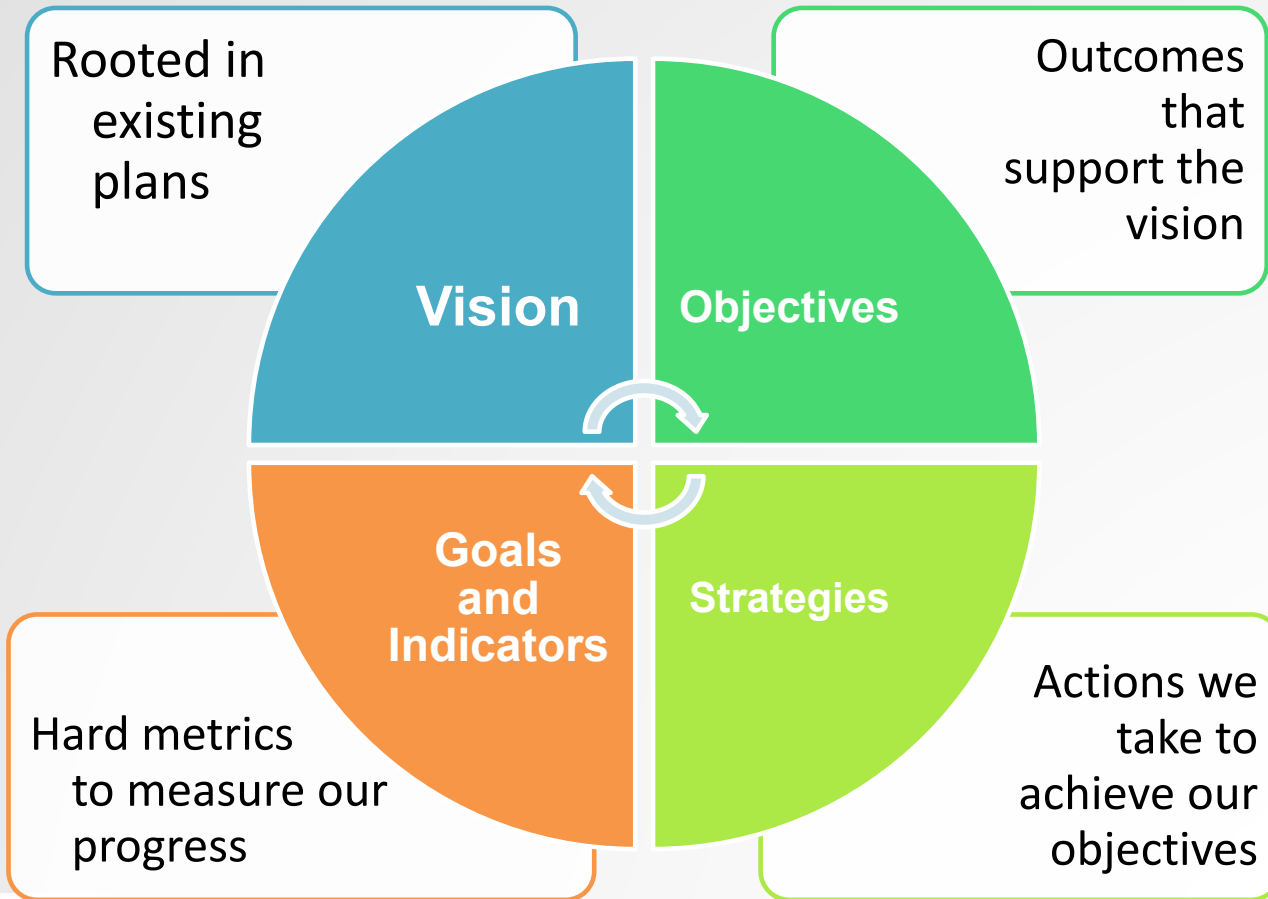 Rooted in
existing
plans
Outcomes
that
support the
vision
Vision
Objectives
Goals
and
Indicators
Strategies
Hard metrics
to measure our
progress
Actions we
take to
achieve our
objectives